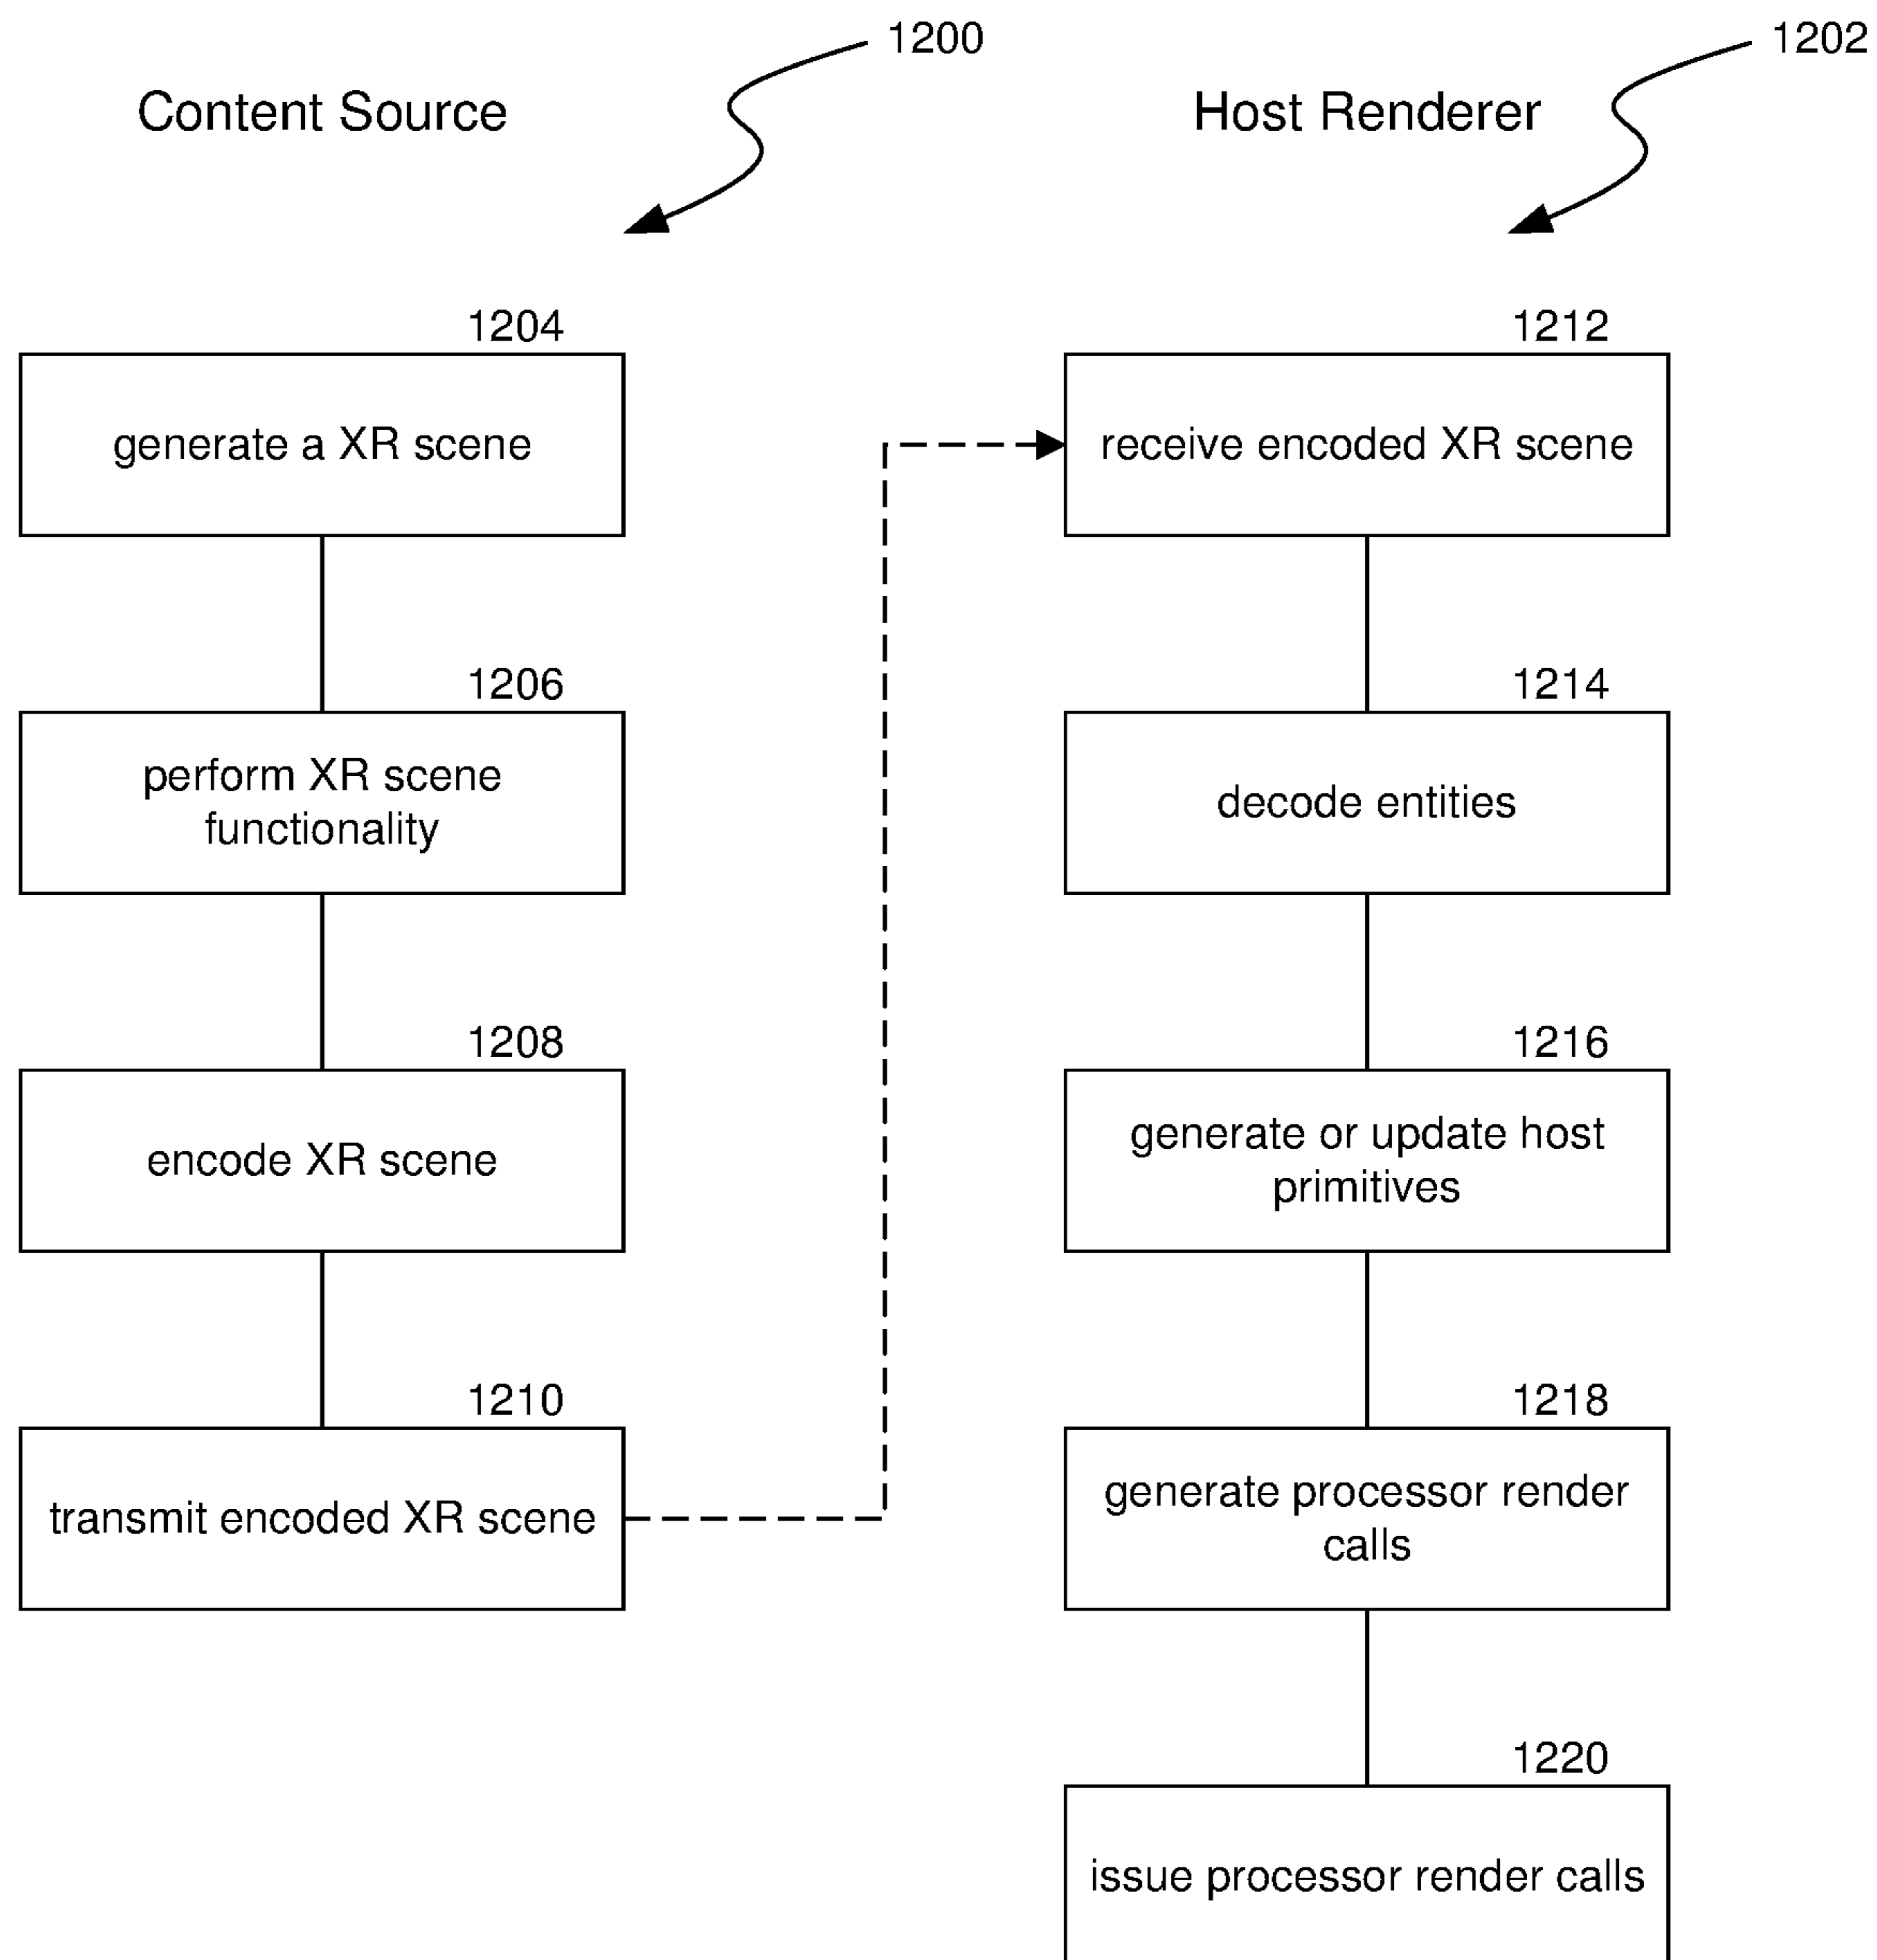 1200
Content Source
1204
generate a XR scene
1206
perform XR scene
functionality
1208
encode XR scene
1210
transmit encoded XR scene
1202
Host Renderer
1212
receive encoded XR scene
1214
decode entities
1216
generate or update host
primitives
1218
generate processor render
calls
1220
issue processor render calls